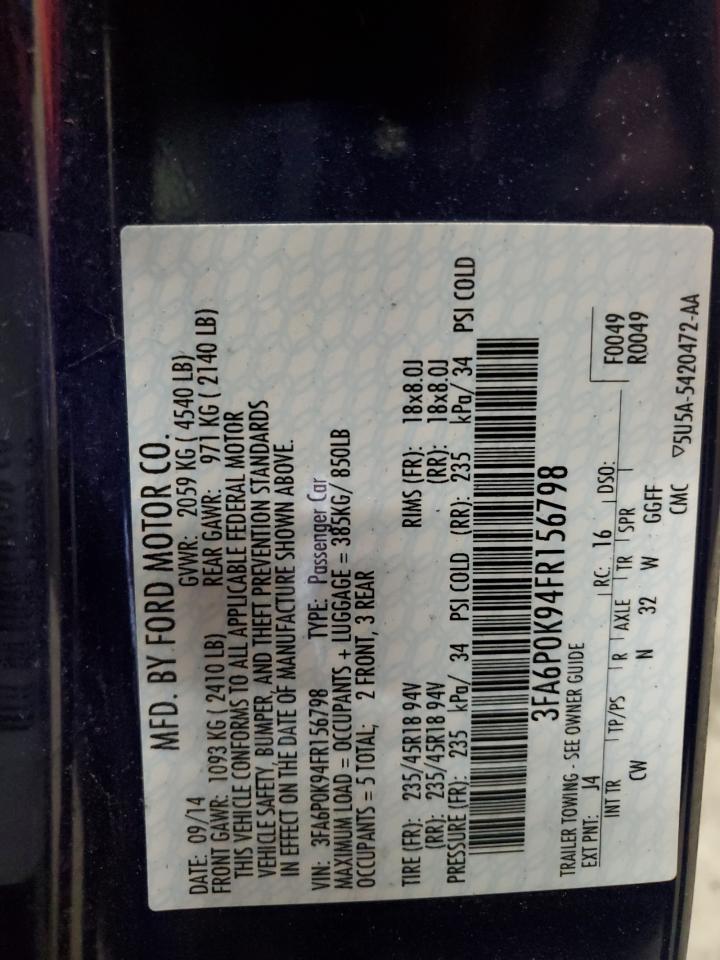 MFD. BY FORD MOTOR CO.
DATE: 09/14 GVWR: 2059 KG ( 4540 LB)
FRONT GAWR: 1093 KG ( 2410 LB) REAR GAWR: 971 KG ( 2140 LB)
THIS VEHICLE CONFORMS TO ALL APPLICABLE FEDERAL MOTOR
VEHICLE SAFETY, BUMPER, AND THEFT PREVENTION STANDARDS
IN EFFECT ON THE DATE OF MANUFACTURE SHOWN ABOVE.
VIN: 3FA6P0K94FR156798 TYPE: Passenger Car
MAXIMUM LOAD = OCCUPANTS + LUGGAGE = 385KG/ 850LB
OCCUPANTS = 5 TOTAL; 2 FRONT, 3 REAR
TIRE (FR): 235/45R18 94V RIMS (FR): 18x8.0J
(RR): 235/45R18 94V (RR): 18x8.0J
PRESSURE (FR): 235 kPa/ 34 PSI COLD (RR): 235 kPa/ 34 PSI COLD
3FA6P0K94FR156798
TRAILER TOWING - SEE OWNER GUIDE
EXT PNT: J4 RC: 16 DSO: F0049
R0049
INT TR TP/PS R AXLE TR SPR
CW N 32 W GGFF
CMC ▽5U5A-5420472-AA